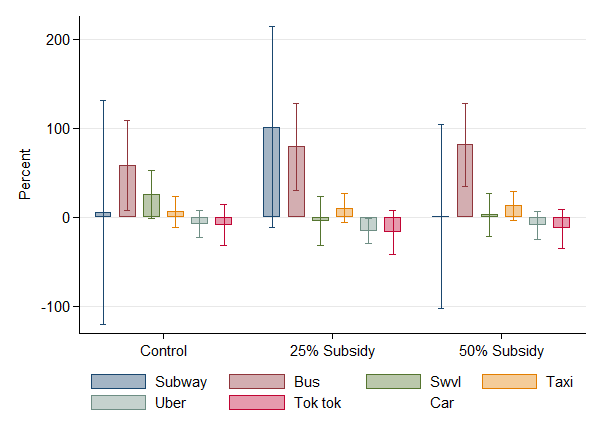 200
100
0
-100
Percent
Control 25% Subsidy 50% Subsidy
Subway Bus Swvl Taxi
Uber Tok tok Car